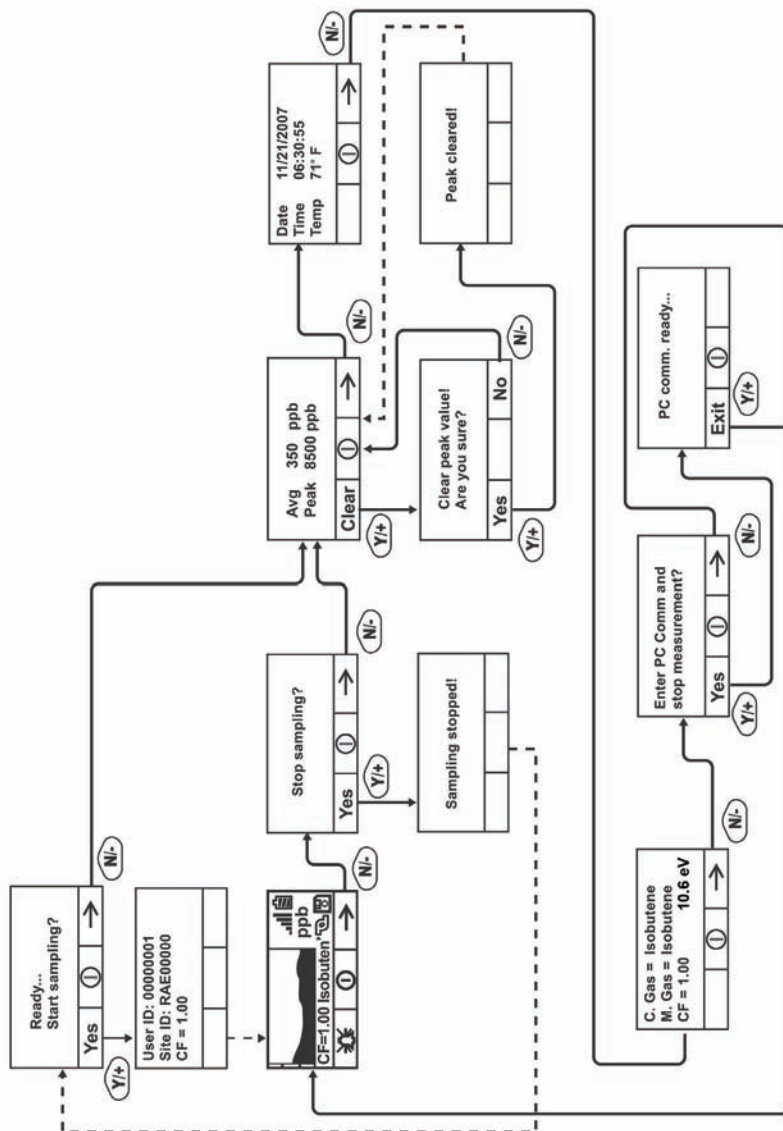 Ready...
Start sampling?
Yes
Y/+
N/-
User ID: 00000001
Site ID: RAE00000
CF = 1.00
ppb
CF=1.00 Isobuten
N/-
Stop sampling?
Yes
Y/+
N/-
Sampling stopped!
Avg 350 ppb
Peak 8500 ppb
Clear
Y/+
N/-
Clear peak value!
Are you sure?
Yes
No
Y/+
N/-
Peak cleared!
Date 11/21/2007
Time 06:30:55
Temp 71° F
N/-
C. Gas = Isobutene
M. Gas = Isobutene
CF = 1.00 10.6 eV
N/-
Enter PC Comm and
stop measurement?
Yes
Y/+
N/-
PC comm. ready...
Exit
Y/+